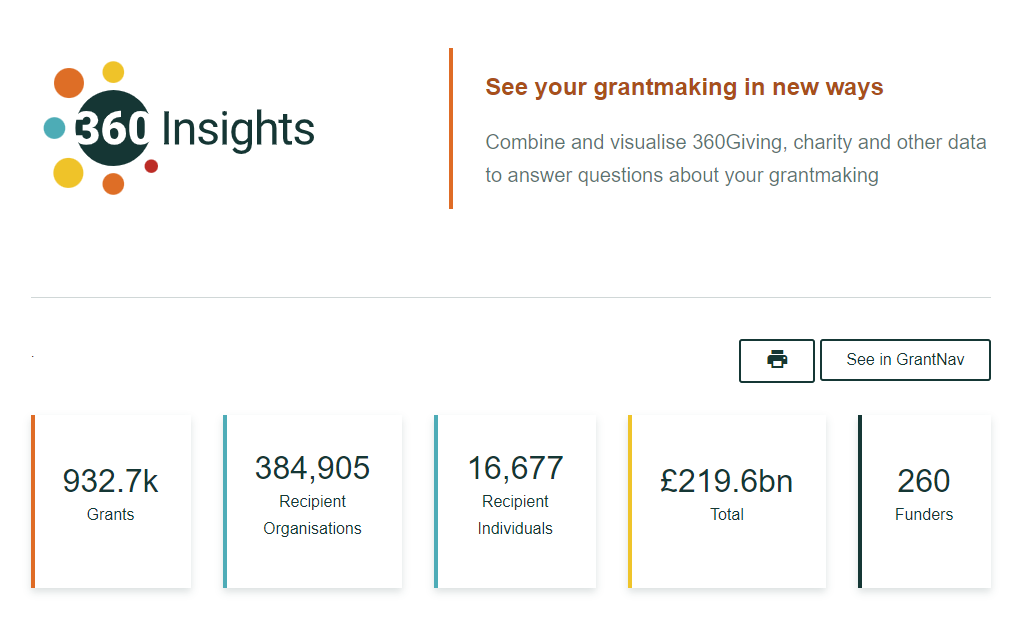 360 Insights
See your grantmaking in new ways
Combine and visualise 360Giving, charity and other data
to answer questions about your grantmaking
See in GrantNav
932.7k
Grants
384,905
Recipient
Organisations
16,677
Recipient
Individuals
£219.6bn
Total
260
Funders